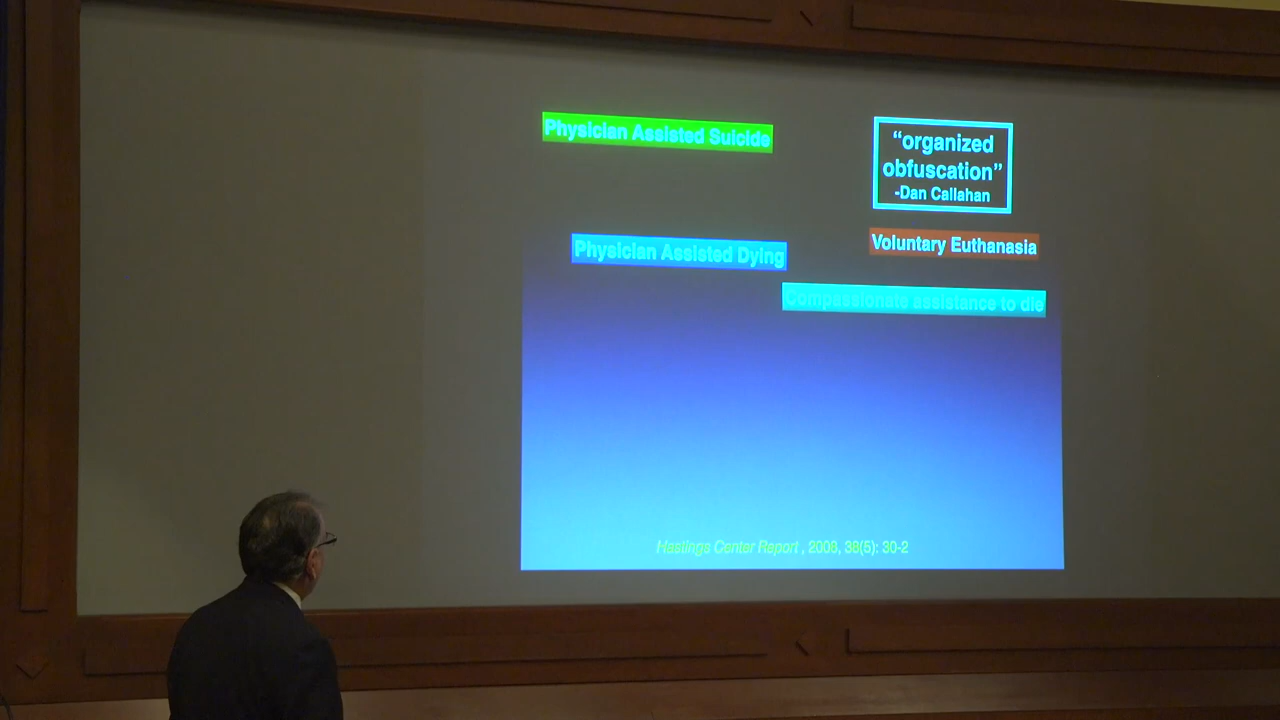 Physician Assisted Suicide
“organized
obfuscation”
-Dan Callahan
Voluntary Euthanasia
Physician Assisted Dying
Compassionate assistance to die
Hastings Center Report , 2008, 38(5): 30-2